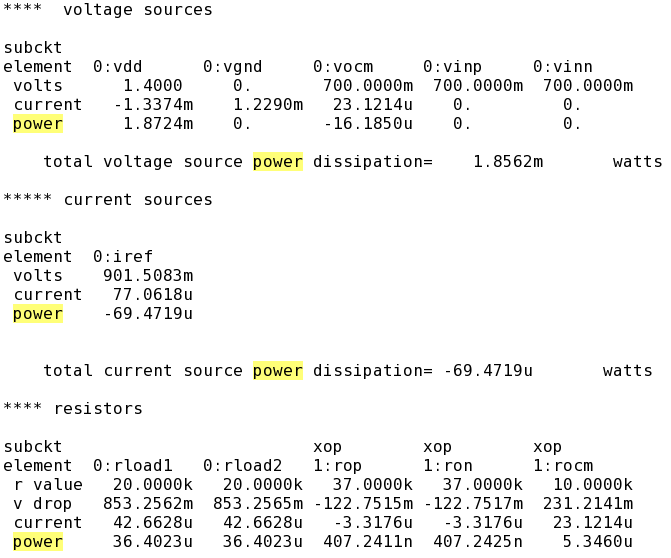 ****  voltage sources
subckt
element  0:vdd      0:vgnd     0:vocm     0:vinp     0:vinn
 volts      1.4000     0.       700.0000m  700.0000m  700.0000m
 current   -1.3374m    1.2290m   23.1214u    0.         0.
 power      1.8724m    0.       -16.1850u    0.         0.
    total voltage source power dissipation=    1.8562m       watts
***** current sources
subckt
element  0:iref
 volts    901.5083m
 current   77.0618u
 power    -69.4719u
    total current source power dissipation= -69.4719u       watts
**** resistors
subckt                         xop        xop        xop
element  0:rload1   0:rload2   1:rop      1:ron      1:rocm
 r value   20.0000k   20.0000k   37.0000k   37.0000k   10.0000k
 v drop   853.2562m  853.2565m -122.7515m -122.7517m  231.2141m
 current   42.6628u   42.6628u   -3.3176u   -3.3176u   23.1214u
 power     36.4023u   36.4023u  407.2411n  407.2425n    5.3460u